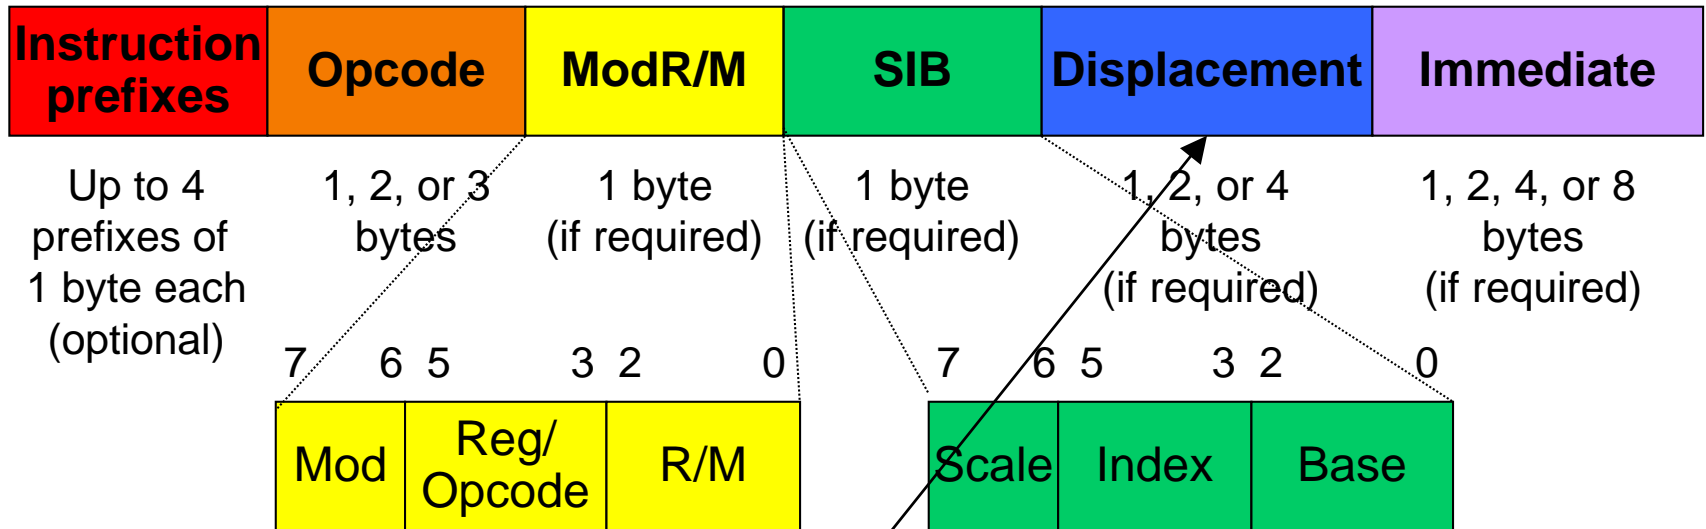 Instruction prefixes Opcode ModR/M SIB Displacement Immediate
Up to 4 prefixes of 1 byte each (optional)
1, 2, or 3 bytes
1 byte (if required)
1 byte (if required)
1, 2, or 4 bytes (if required)
1, 2, 4, or 8 bytes (if required)
7 6 5 3 2 0
Mod Reg/ Opcode R/M
7 6 5 3 2 0
Scale Index Base